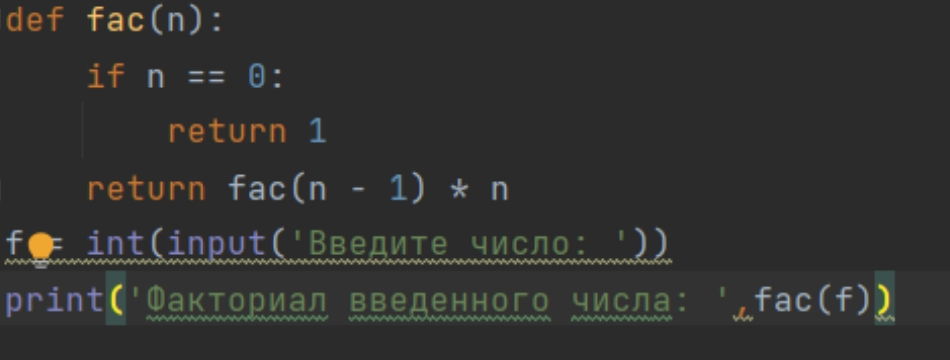 def fac(n):
    if n == 0:
        return 1
    return fac(n - 1) * n
f = int(input('Введите число: '))
print('Факториал введенного числа: ',fac(f))